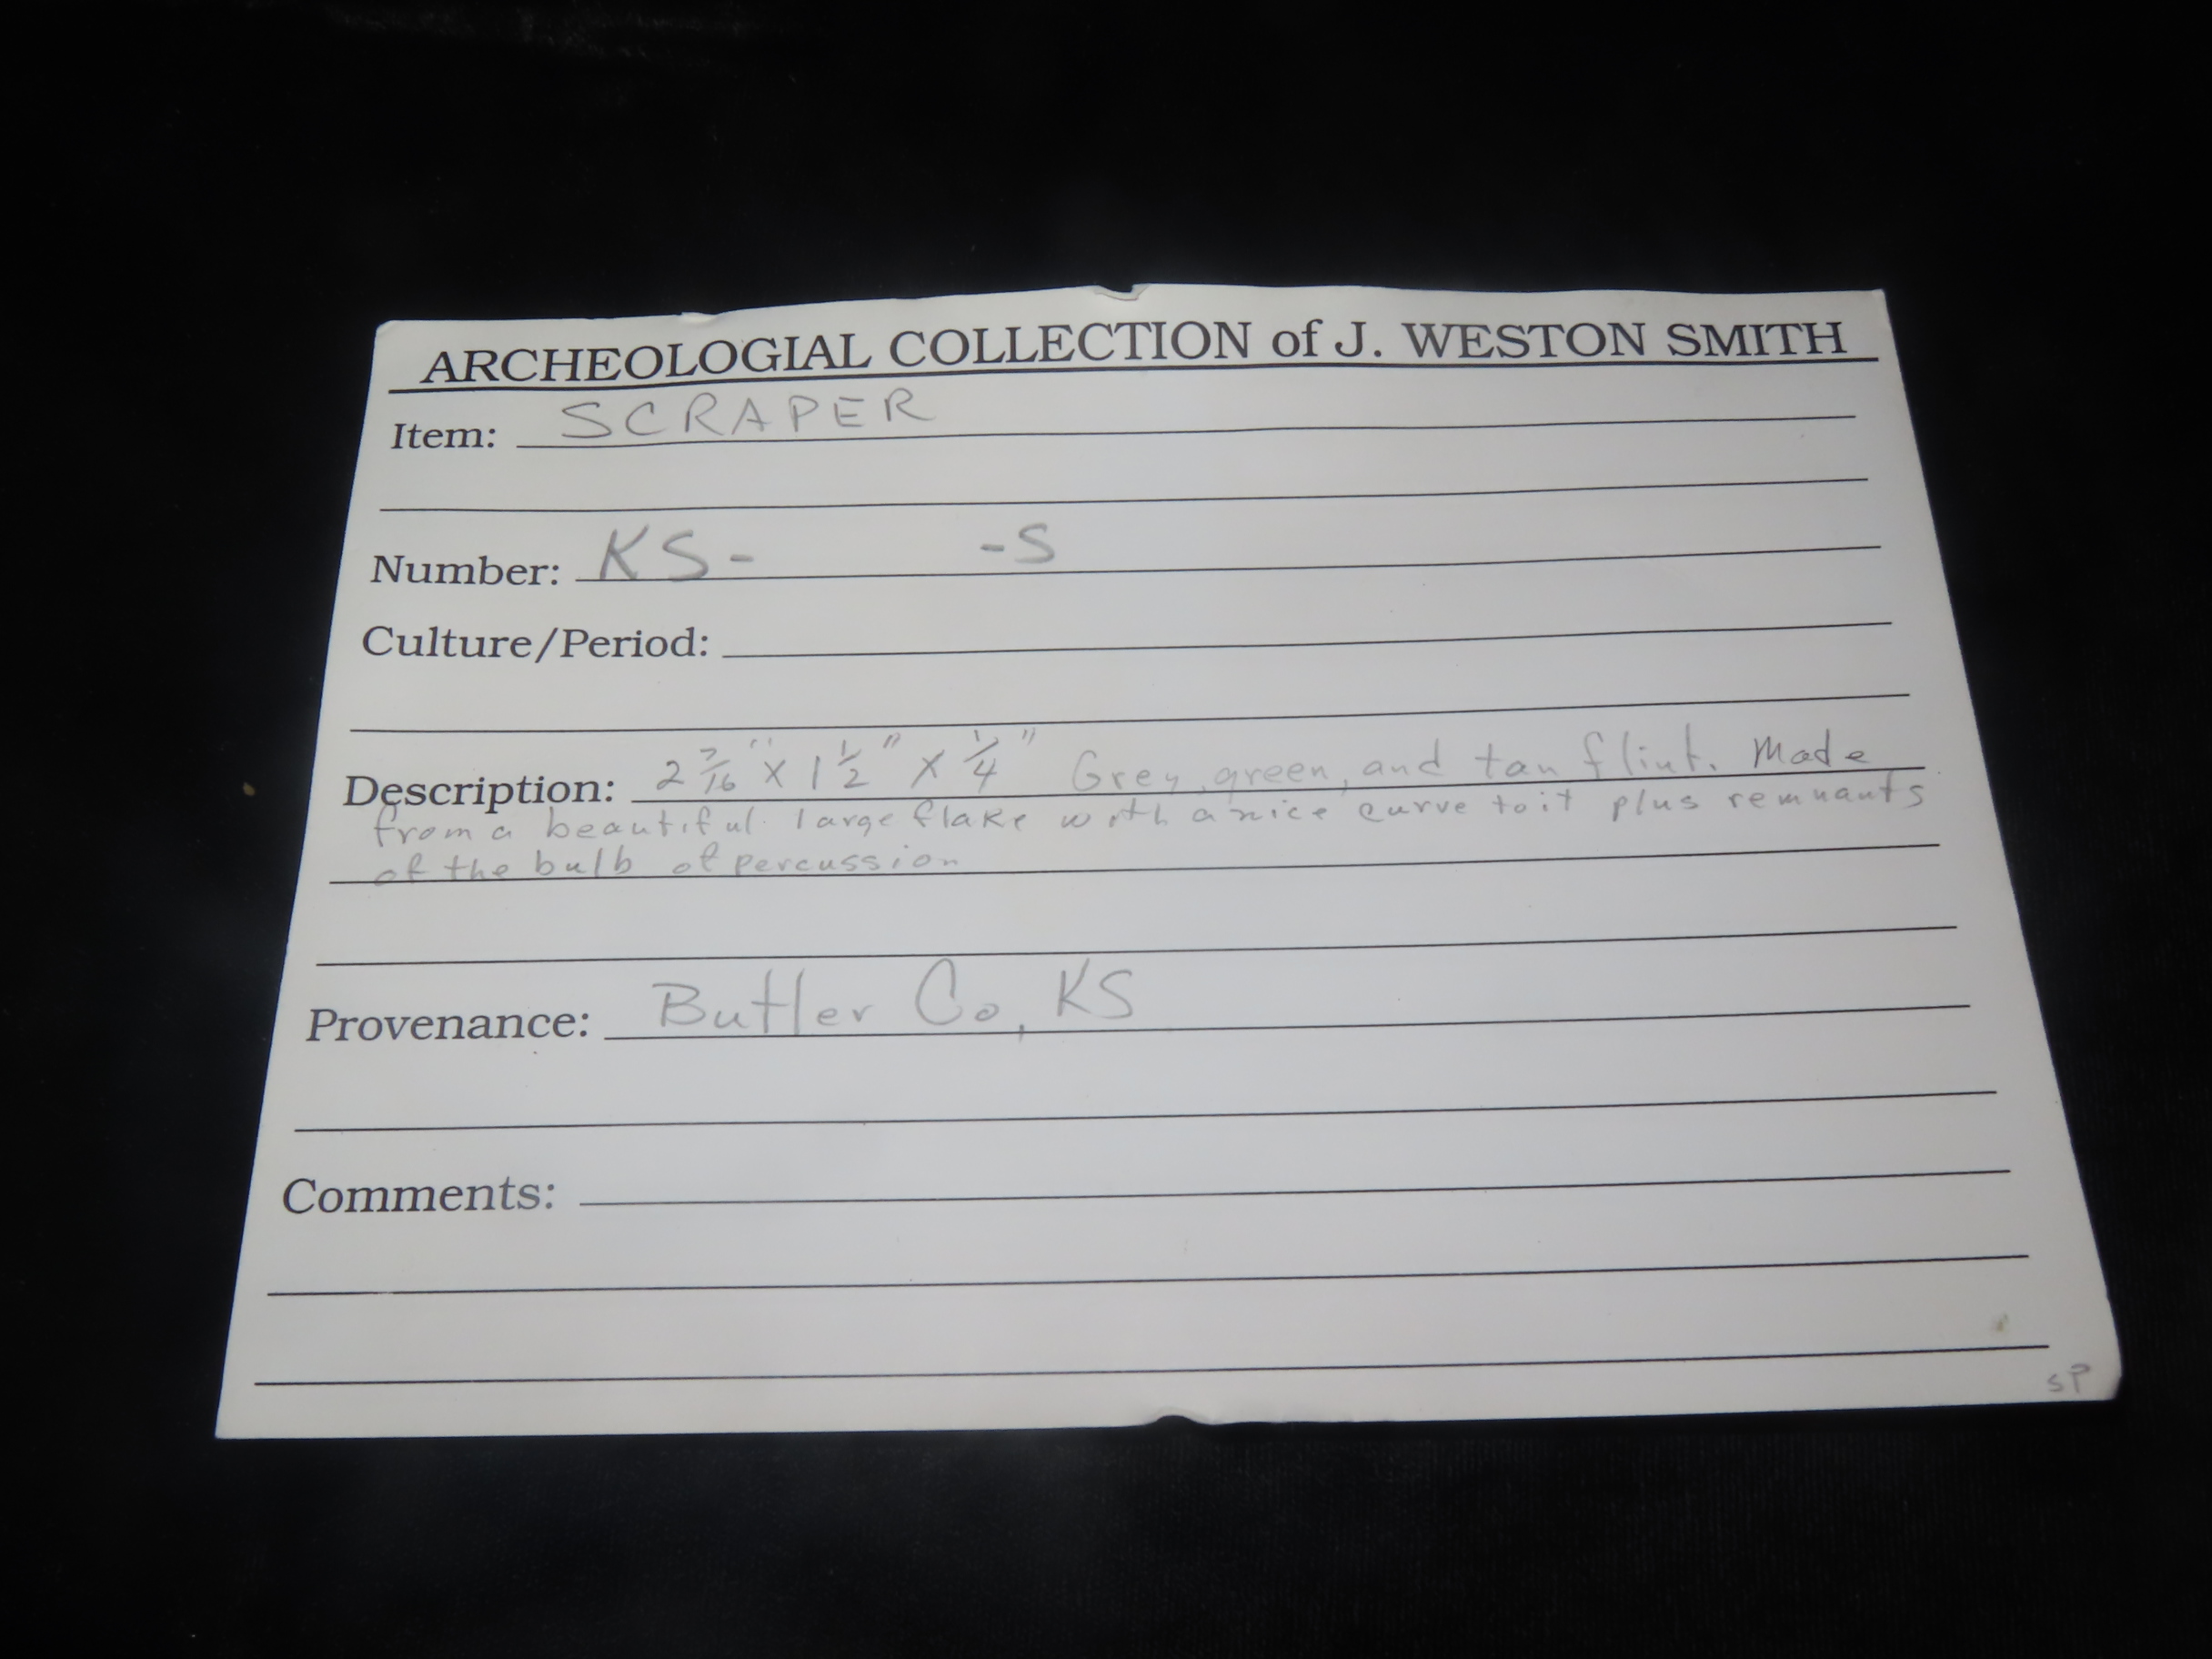 ARCHEOLOGIAL COLLECTION of J. WESTON SMITH
Item: SCRAPER
Number: KS- -S
Culture/Period:
Description: 2 7/16" X 1 1/2" X 1/4" Grey, green, and tan flint. Made
from a beautiful large flake with a nice curve to it plus remnants
of the bulb of percussion
Provenance: Butler Co, KS
Comments:
SP